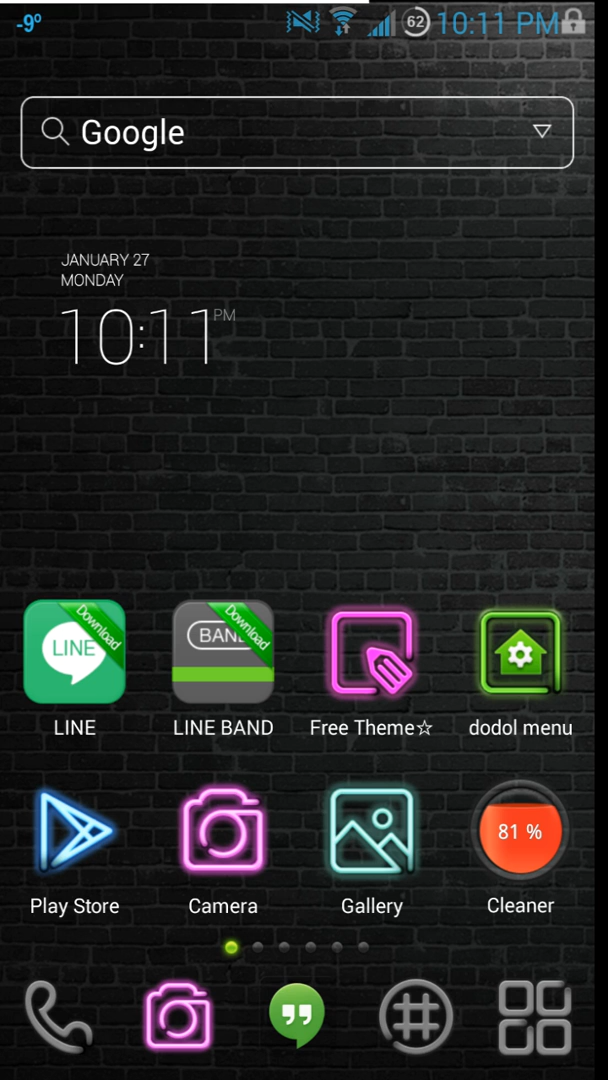 -9°
62
10:11 PM
Google
JANUARY 27
MONDAY
10:11 PM
LINE
Download
BAND
Download
LINE
LINE BAND
Free Theme☆
dodol menu
81 %
Play Store
Camera
Gallery
Cleaner